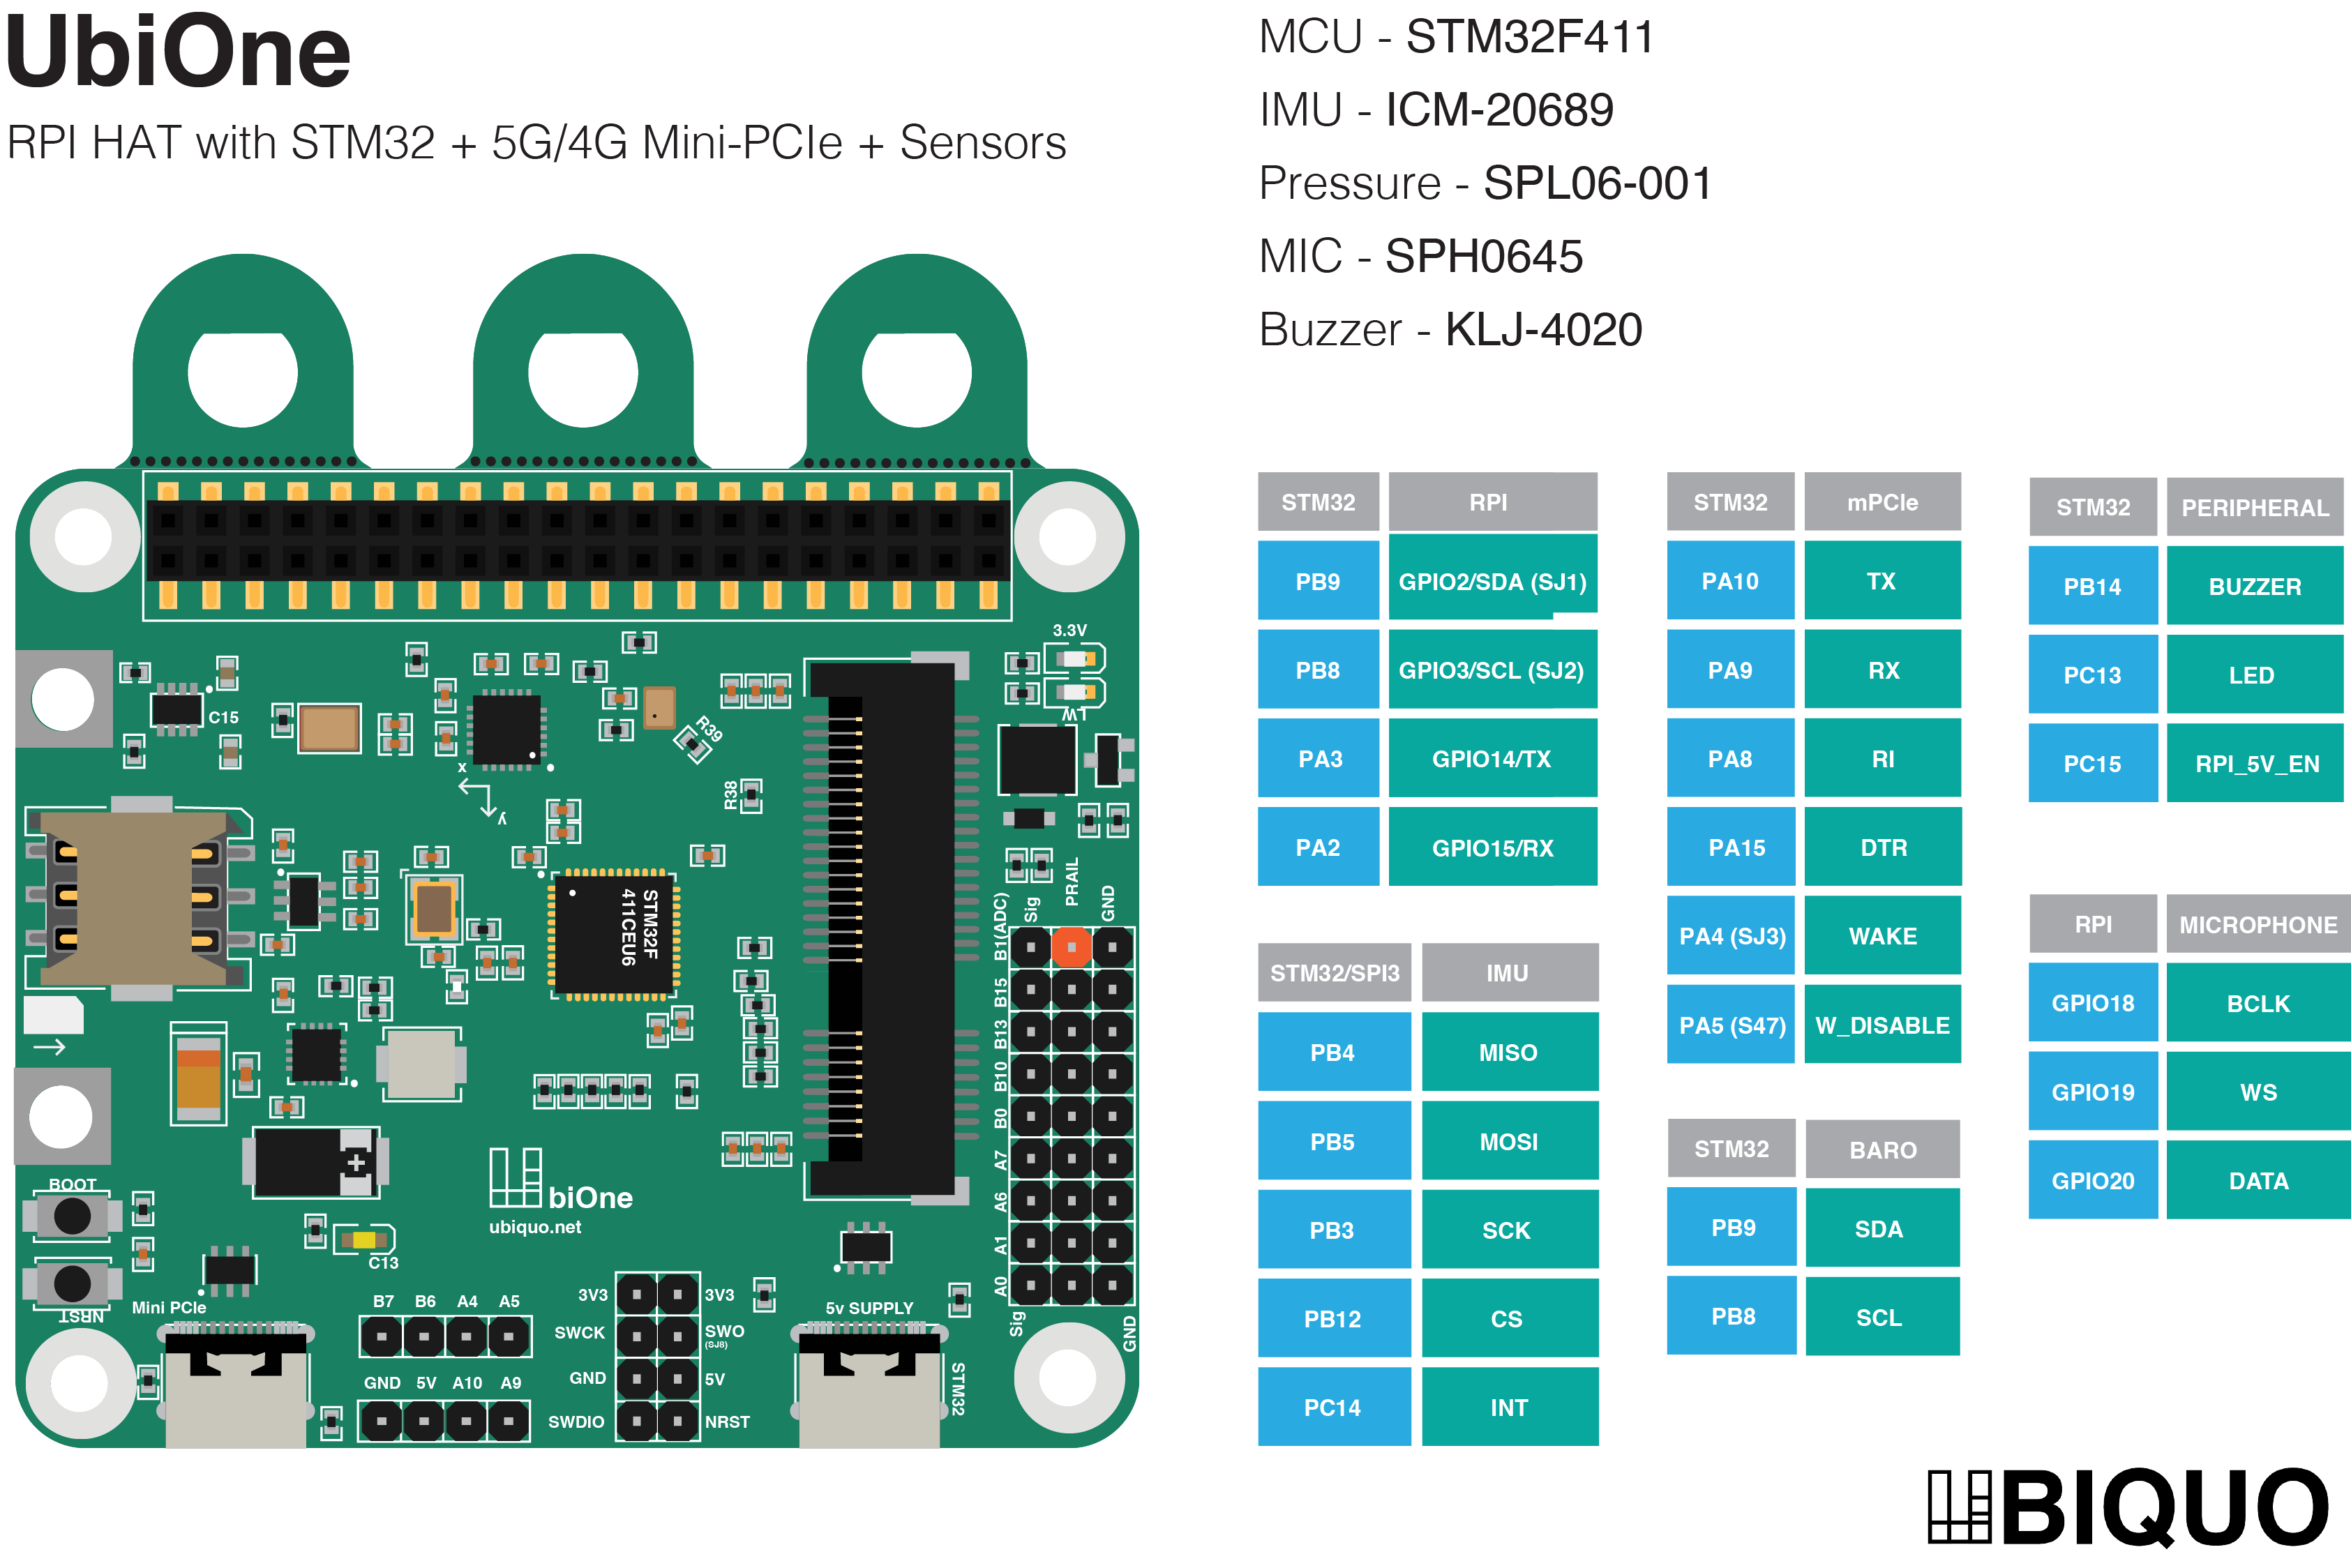 UbiOne
RPI HAT with STM32 + 5G/4G Mini-PCIe + Sensors
MCU - STM32F411
IMU - ICM-20689
Pressure - SPL06-001
MIC - SPH0645
Buzzer - KLJ-4020
STM32 RPI
PB9 GPIO2/SDA (SJ1)
PB8 GPIO3/SCL (SJ2)
PA3 GPIO14/TX
PA2 GPIO15/RX
STM32/SPI3 IMU
PB4 MISO
PB5 MOSI
PB3 SCK
PB12 CS
PC14 INT
STM32 mPCIe
PA10 TX
PA9 RX
PA8 RI
PA15 DTR
PA4 (SJ3) WAKE
PA5 (S47) W_DISABLE
STM32 BARO
PB9 SDA
PB8 SCL
STM32 PERIPHERAL
PB14 BUZZER
PC13 LED
PC15 RPI_5V_EN
RPI MICROPHONE
GPIO18 BCLK
GPIO19 WS
GPIO20 DATA
3.3V
LW
C15
R39
x
y
R38
STM32F
411CEU6
Sig PRAIL GND
B1(ADC)
B15
B13
B10
B0
A7
A6
A1
A0
Sig GND
BOOT
NRST
biOne
ubiquo.net
C13
Mini PCIe
B7 B6 A4 A5
GND 5V A10 A9
3V3 3V3
SWCK SWO
(SJ8)
GND 5V
SWDIO NRST
5v SUPPLY
STM32
BIQUO